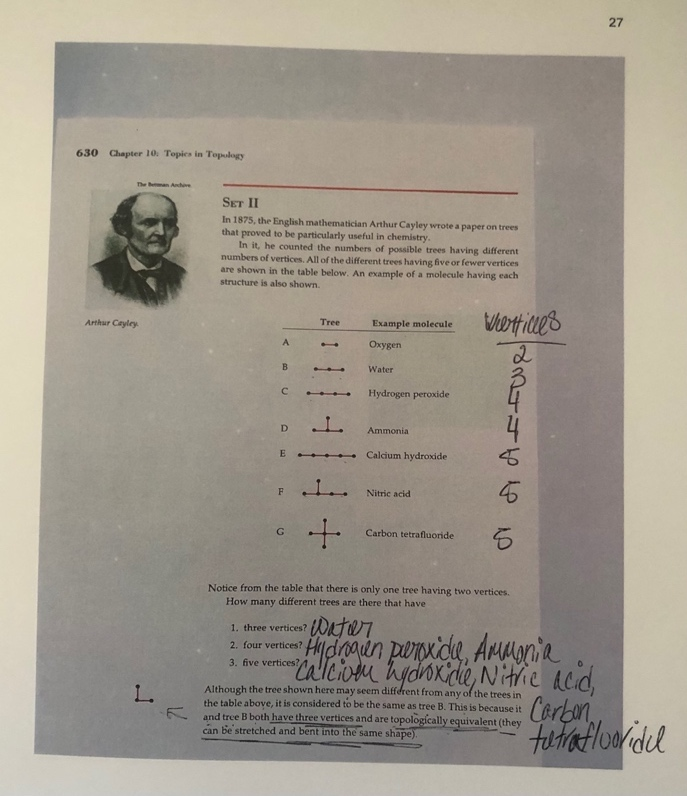 27
630 Chapter 10: Topics in Topology
The Bettman Archive
SET II
In 1875, the English mathematician Arthur Cayley wrote a paper on trees
that proved to be particularly useful in chemistry.
In it, he counted the numbers of possible trees having different
numbers of vertices. All of the different trees having five or fewer vertices
are shown in the table below. An example of a molecule having each
structure is also shown.
Arthur Cayley.
Tree Example molecule Vertices
A Oxygen 2
B Water 3
C Hydrogen peroxide 4
D Ammonia 4
E Calcium hydroxide 5
F Nitric acid 5
G Carbon tetrafluoride 5
Notice from the table that there is only one tree having two vertices.
How many different trees are there that have
1. three vertices? Water
2. four vertices? Hydrogen peroxide, Ammonia
3. five vertices? Calcium hydroxide, Nitric acid,
Carbon
tetrafluoride
Although the tree shown here may seem different from any of the trees in
the table above, it is considered to be the same as tree B. This is because it
and tree B both have three vertices and are topologically equivalent (they
can be stretched and bent into the same shape).